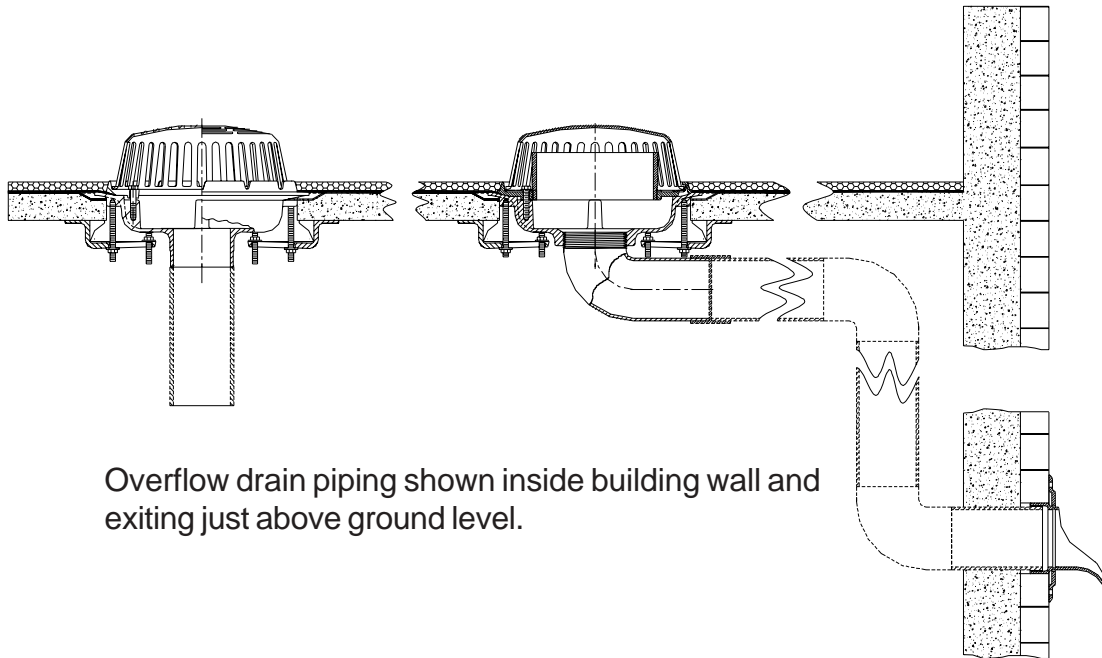 Overflow drain piping shown inside building wall and
exiting just above ground level.